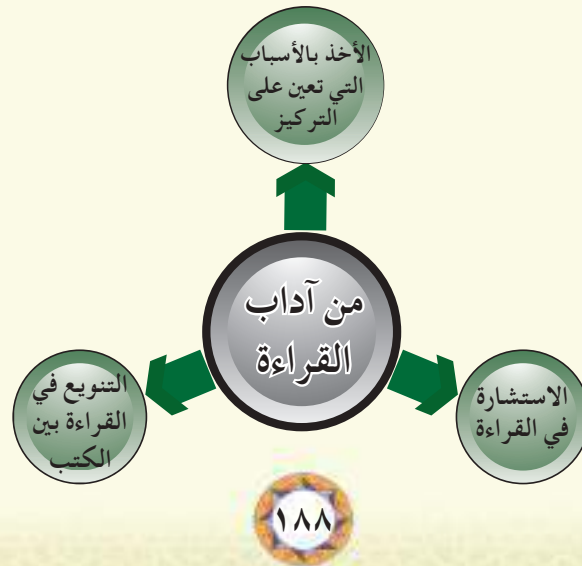 الأخذ بالأسباب
التي تعين على
التركيز
من آداب
القراءة
الاستشارة
في القراءة
التنويع في
القراءة بين
الكتب
١٨٨